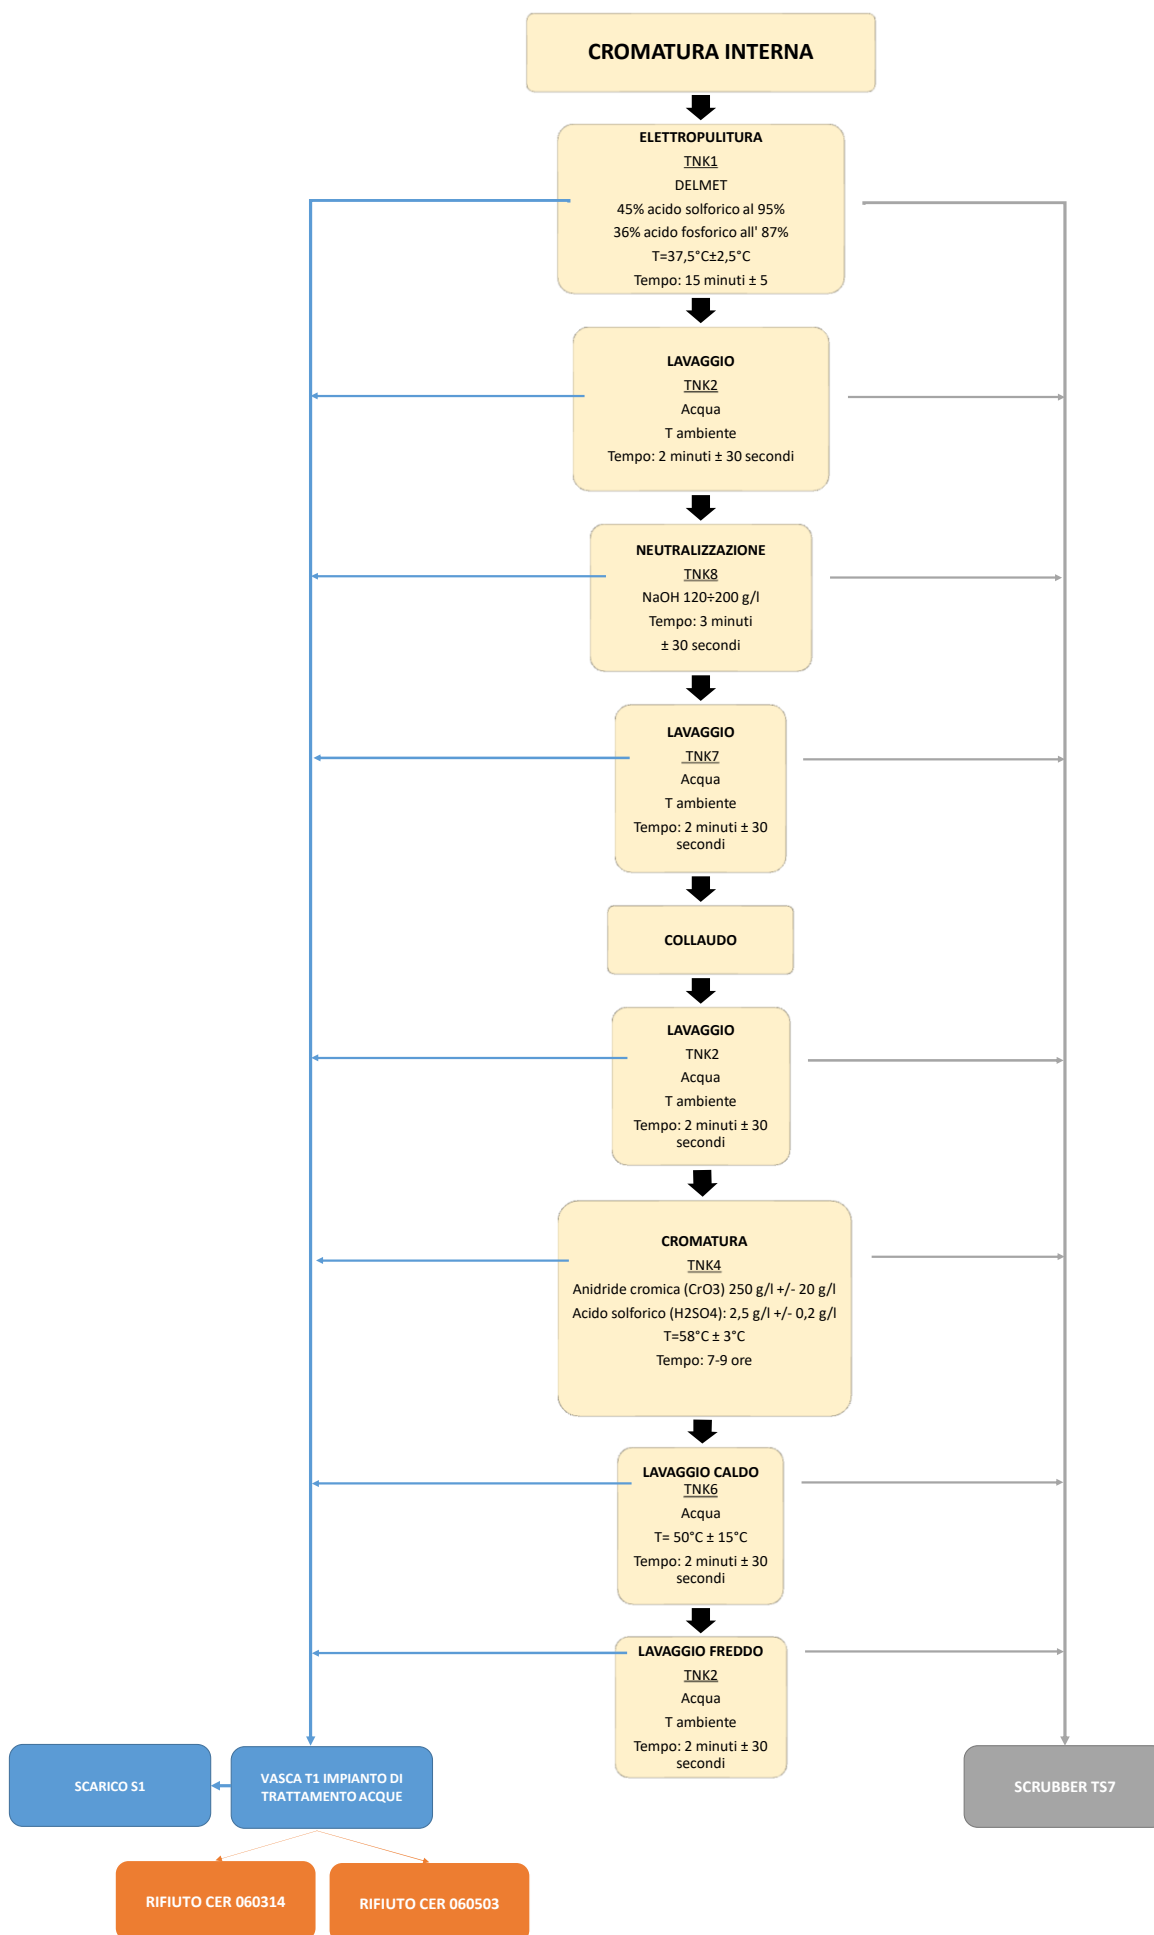 CROMATURA INTERNA
ELETTROPULITURA
TNK1
DELMET
45% acido solforico al 95%
36% acido fosforico all' 87%
T=37,5°C±2,5°C
Tempo: 15 minuti ± 5
LAVAGGIO
TNK2
Acqua
T ambiente
Tempo: 2 minuti ± 30 secondi
NEUTRALIZZAZIONE
TNK8
NaOH 120÷200 g/l
Tempo: 3 minuti
± 30 secondi
LAVAGGIO
TNK7
Acqua
T ambiente
Tempo: 2 minuti ± 30
secondi
COLLAUDO
LAVAGGIO
TNK2
Acqua
T ambiente
Tempo: 2 minuti ± 30
secondi
CROMATURA
TNK4
Anidride cromica (CrO3) 250 g/l +/- 20 g/l
Acido solforico (H2SO4): 2,5 g/l +/- 0,2 g/l
T=58°C ± 3°C
Tempo: 7-9 ore
LAVAGGIO CALDO
TNK6
Acqua
T= 50°C ± 15°C
Tempo: 2 minuti ± 30
secondi
LAVAGGIO FREDDO
TNK2
Acqua
T ambiente
Tempo: 2 minuti ± 30
secondi
SCARICO S1
VASCA T1 IMPIANTO DI
TRATTAMENTO ACQUE
SCRUBBER TS7
RIFIUTO CER 060314
RIFIUTO CER 060503